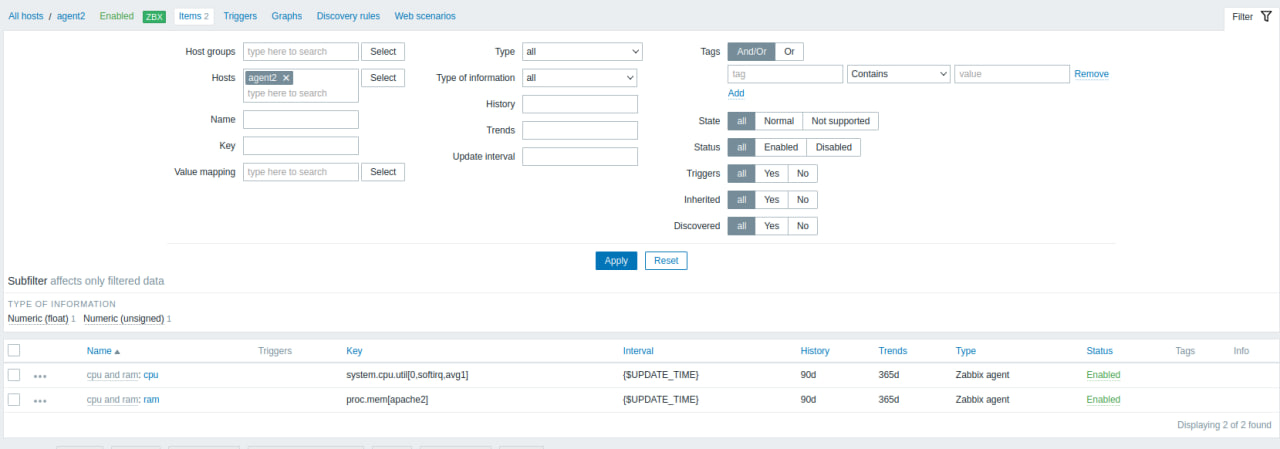 All hosts / agent2 Enabled ZBX Items 2 Triggers Graphs Discovery rules Web scenarios Filter
Host groups type here to search Select Type all Tags And/Or Or
tag Contains value Remove
Hosts agent2 Select Type of information all
type here to search
Add
History
Name State all Normal Not supported
Trends
Key Status all Enabled Disabled
Update interval
Value mapping type here to search Select Triggers all Yes No
Inherited all Yes No
Discovered all Yes No
Apply Reset
Subfilter affects only filtered data
TYPE OF INFORMATION
Numeric (float) 1 Numeric (unsigned) 1
Name Triggers Key Interval History Trends Type Status Tags Info
cpu and ram: cpu system.cpu.util[0,softirq,avg1] {$UPDATE_TIME} 90d 365d Zabbix agent Enabled
cpu and ram: ram proc.mem[apache2] {$UPDATE_TIME} 90d 365d Zabbix agent Enabled
Displaying 2 of 2 found